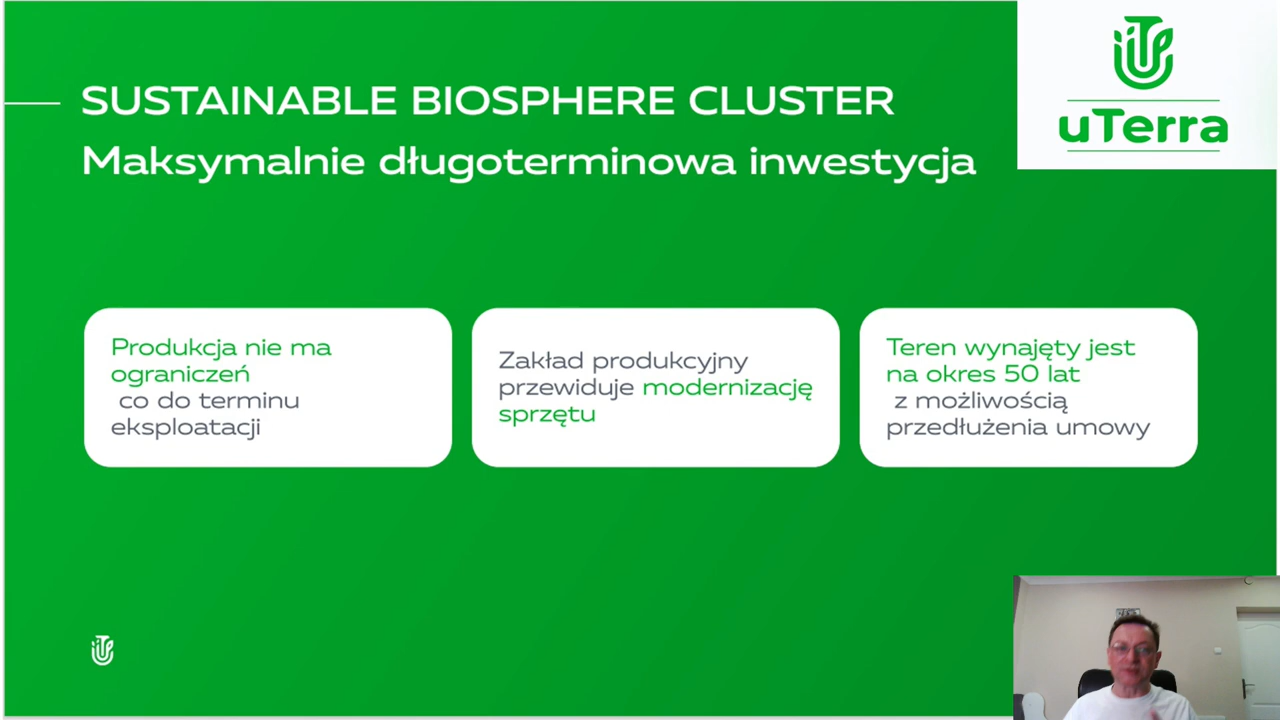 uTerra
SUSTAINABLE BIOSPHERE CLUSTER
Maksymalnie długoterminowa inwestycja
Produkcja nie ma
ograniczeń
co do terminu
eksploatacji
Zakład produkcyjny
przewiduje modernizację
sprzętu
Teren wynajęty jest
na okres 50 lat
z możliwością
przedłużenia umowy